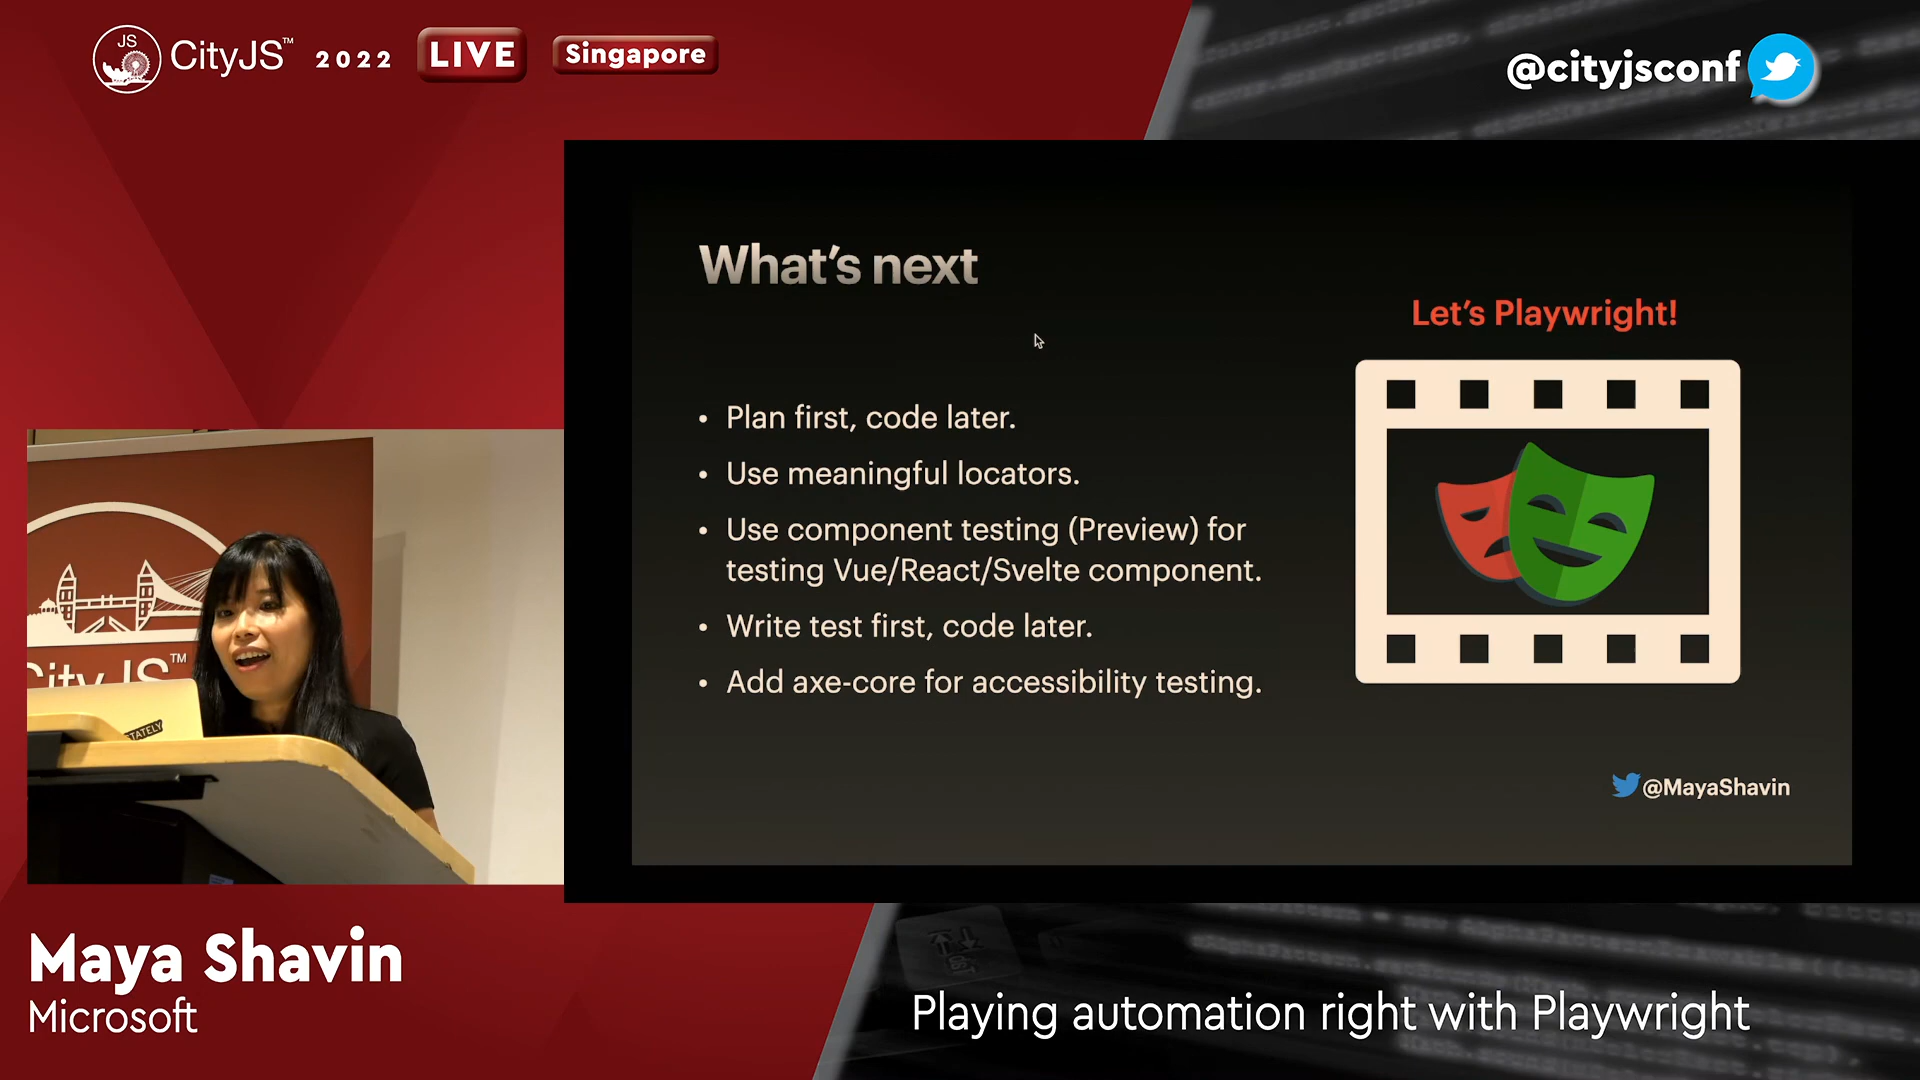 JS
CityJS™ 2022 LIVE Singapore
@cityjsconf
What's next
Let's Playwright!
• Plan first, code later.
• Use meaningful locators.
• Use component testing (Preview) for
testing Vue/React/Svelte component.
• Write test first, code later.
• Add axe-core for accessibility testing.
@MayaShavin
CityJS™
TATELY
Maya Shavin
Microsoft
Playing automation right with Playwright